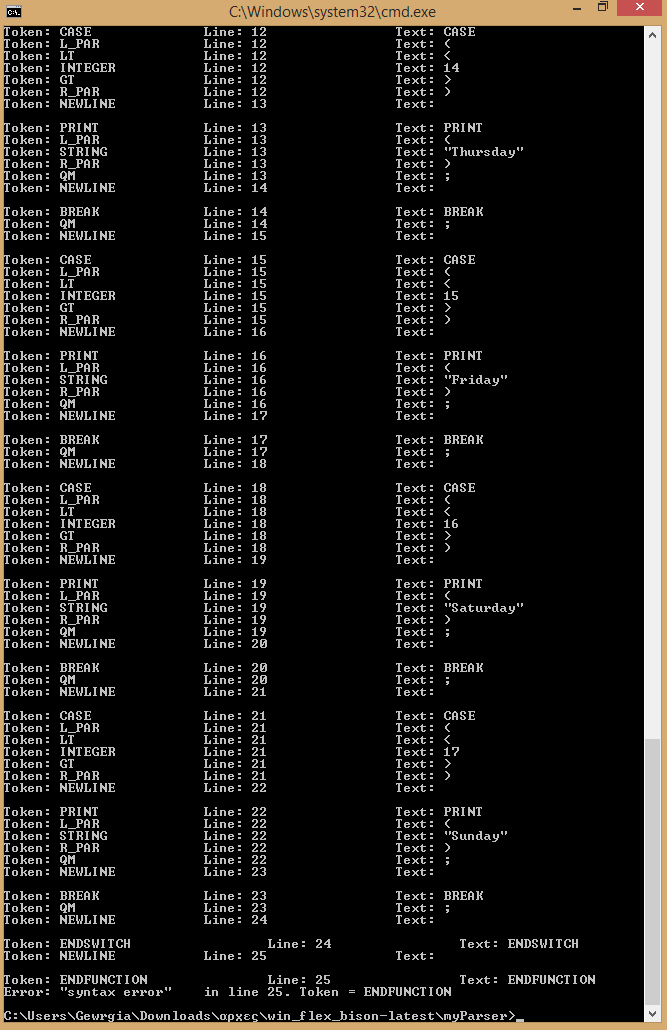 C:\Windows\system32\cmd.exe
Token: CASE Line: 12 Text: CASE
Token: L_PAR Line: 12 Text: (
Token: LT Line: 12 Text: <
Token: INTEGER Line: 12 Text: 14
Token: GT Line: 12 Text: >
Token: R_PAR Line: 12 Text: )
Token: NEWLINE Line: 13 Text:
Token: PRINT Line: 13 Text: PRINT
Token: L_PAR Line: 13 Text: (
Token: STRING Line: 13 Text: "Thursday"
Token: R_PAR Line: 13 Text: )
Token: QM Line: 13 Text: ;
Token: NEWLINE Line: 14 Text:
Token: BREAK Line: 14 Text: BREAK
Token: QM Line: 14 Text: ;
Token: NEWLINE Line: 15 Text:
Token: CASE Line: 15 Text: CASE
Token: L_PAR Line: 15 Text: (
Token: LT Line: 15 Text: <
Token: INTEGER Line: 15 Text: 15
Token: GT Line: 15 Text: >
Token: R_PAR Line: 15 Text: )
Token: NEWLINE Line: 16 Text:
Token: PRINT Line: 16 Text: PRINT
Token: L_PAR Line: 16 Text: (
Token: STRING Line: 16 Text: "Friday"
Token: R_PAR Line: 16 Text: )
Token: QM Line: 16 Text: ;
Token: NEWLINE Line: 17 Text:
Token: BREAK Line: 17 Text: BREAK
Token: QM Line: 17 Text: ;
Token: NEWLINE Line: 18 Text:
Token: CASE Line: 18 Text: CASE
Token: L_PAR Line: 18 Text: (
Token: LT Line: 18 Text: <
Token: INTEGER Line: 18 Text: 16
Token: GT Line: 18 Text: >
Token: R_PAR Line: 18 Text: )
Token: NEWLINE Line: 19 Text:
Token: PRINT Line: 19 Text: PRINT
Token: L_PAR Line: 19 Text: (
Token: STRING Line: 19 Text: "Saturday"
Token: R_PAR Line: 19 Text: )
Token: QM Line: 19 Text: ;
Token: NEWLINE Line: 20 Text:
Token: BREAK Line: 20 Text: BREAK
Token: QM Line: 20 Text: ;
Token: NEWLINE Line: 21 Text:
Token: CASE Line: 21 Text: CASE
Token: L_PAR Line: 21 Text: (
Token: LT Line: 21 Text: <
Token: INTEGER Line: 21 Text: 17
Token: GT Line: 21 Text: >
Token: R_PAR Line: 21 Text: )
Token: NEWLINE Line: 22 Text:
Token: PRINT Line: 22 Text: PRINT
Token: L_PAR Line: 22 Text: (
Token: STRING Line: 22 Text: "Sunday"
Token: R_PAR Line: 22 Text: )
Token: QM Line: 22 Text: ;
Token: NEWLINE Line: 23 Text:
Token: BREAK Line: 23 Text: BREAK
Token: QM Line: 23 Text: ;
Token: NEWLINE Line: 24 Text:
Token: ENDSWITCH Line: 24 Text: ENDSWITCH
Token: NEWLINE Line: 25 Text:
Token: ENDFUNCTION Line: 25 Text: ENDFUNCTION
Error: "syntax error" in line 25. Token = ENDFUNCTION
C:\Users\Gewrgia\Downloads\αρχες\win_flex_bison-latest\myParser>_